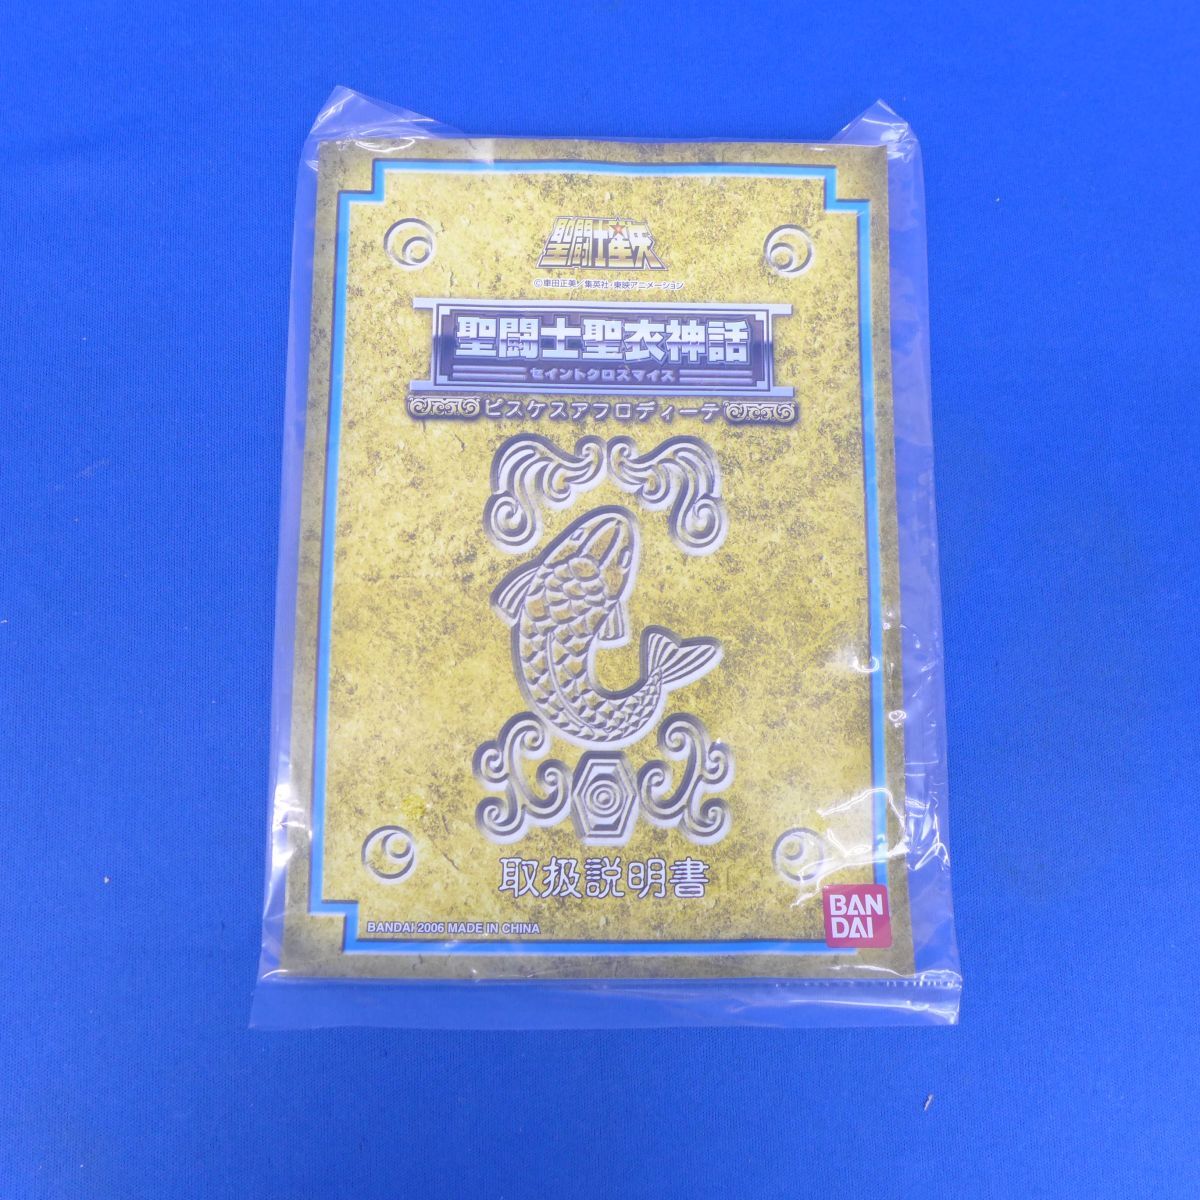 聖闘士星矢
©車田正美/集英社・東映アニメーション
聖闘士聖衣神話
セイントクロスマイス
ピスケスアフロディーテ
取扱説明書
BANDAI 2006 MADE IN CHINA
BAN
DAI